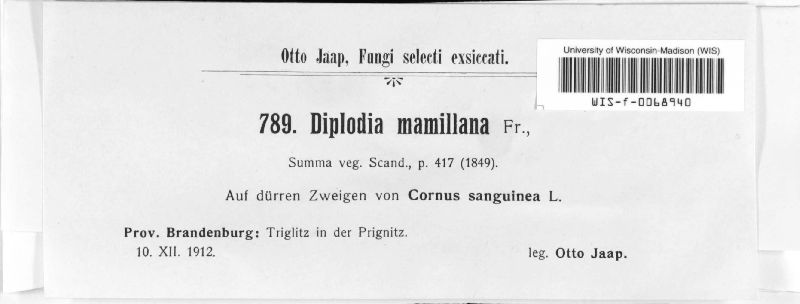 Otto Jaap, Fungi selecti exsiccati.
University of Wisconsin-Madison (WIS)
WIS-f-0068940
789. Diplodia mamillana Fr.,
Summa veg. Scand., p. 417 (1849).
Auf dürren Zweigen von Cornus sanguinea L.
Prov. Brandenburg: Triglitz in der Prignitz.
10. XII. 1912.
leg. Otto Jaap.